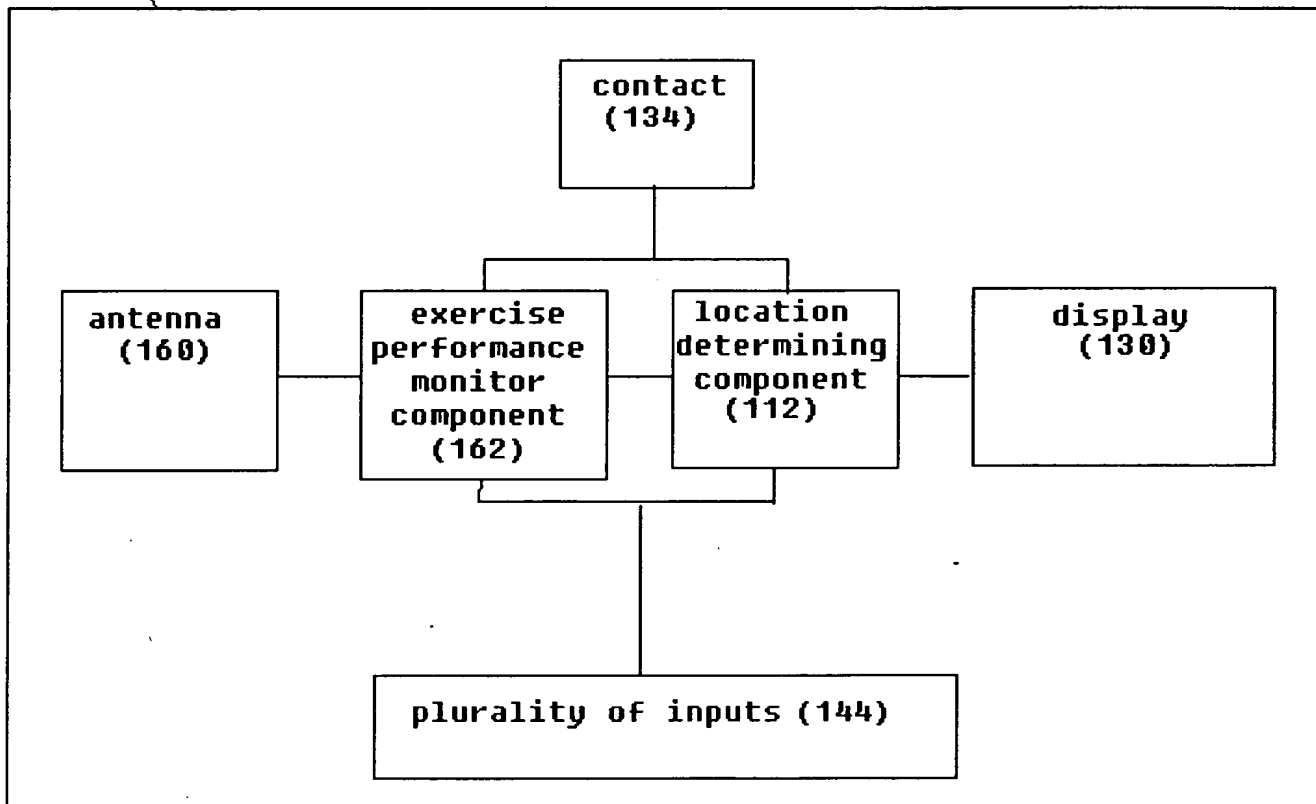 contact
(134)
antenna
(160)
exercise
performance
monitor
component
(162)
location
determining
component
(112)
display
(130)
plurality of inputs (144)